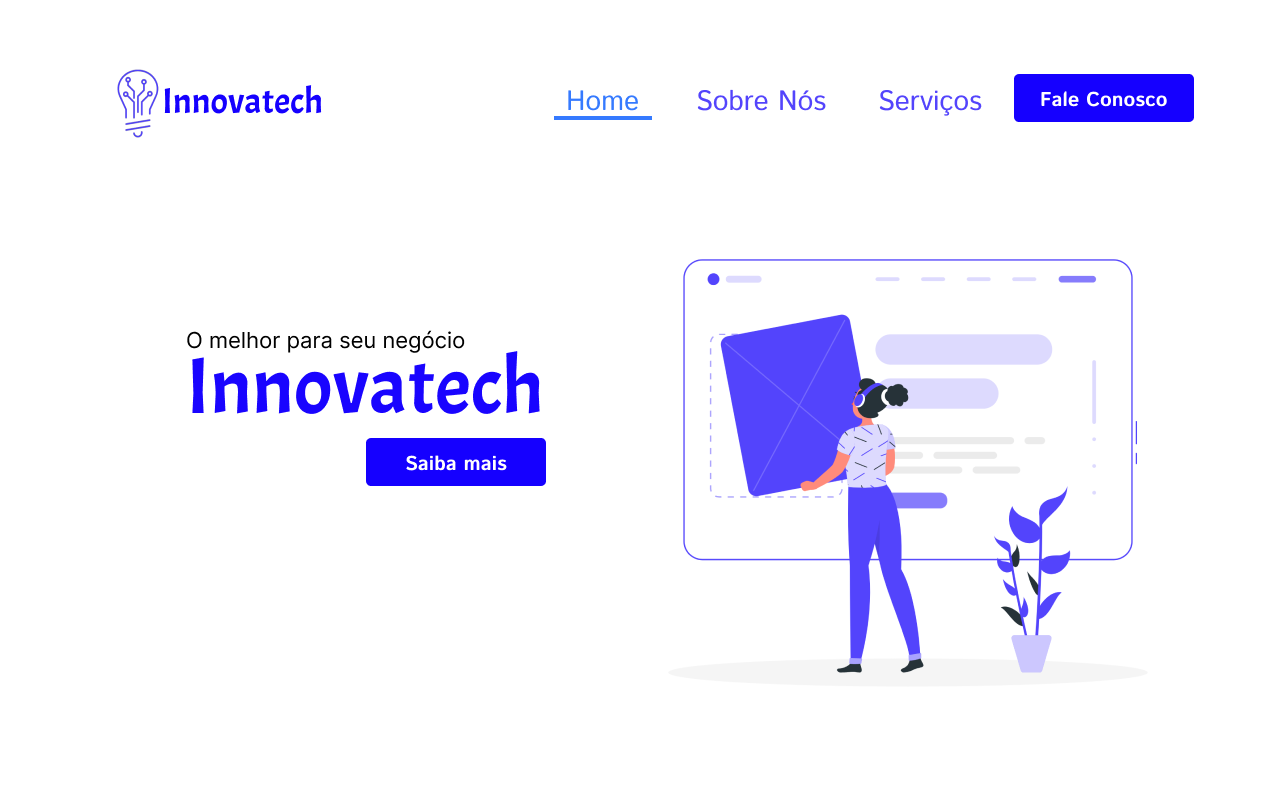 Innovatech
Home Sobre Nós Serviços Fale Conosco
O melhor para seu negócio
Innovatech
Saiba mais